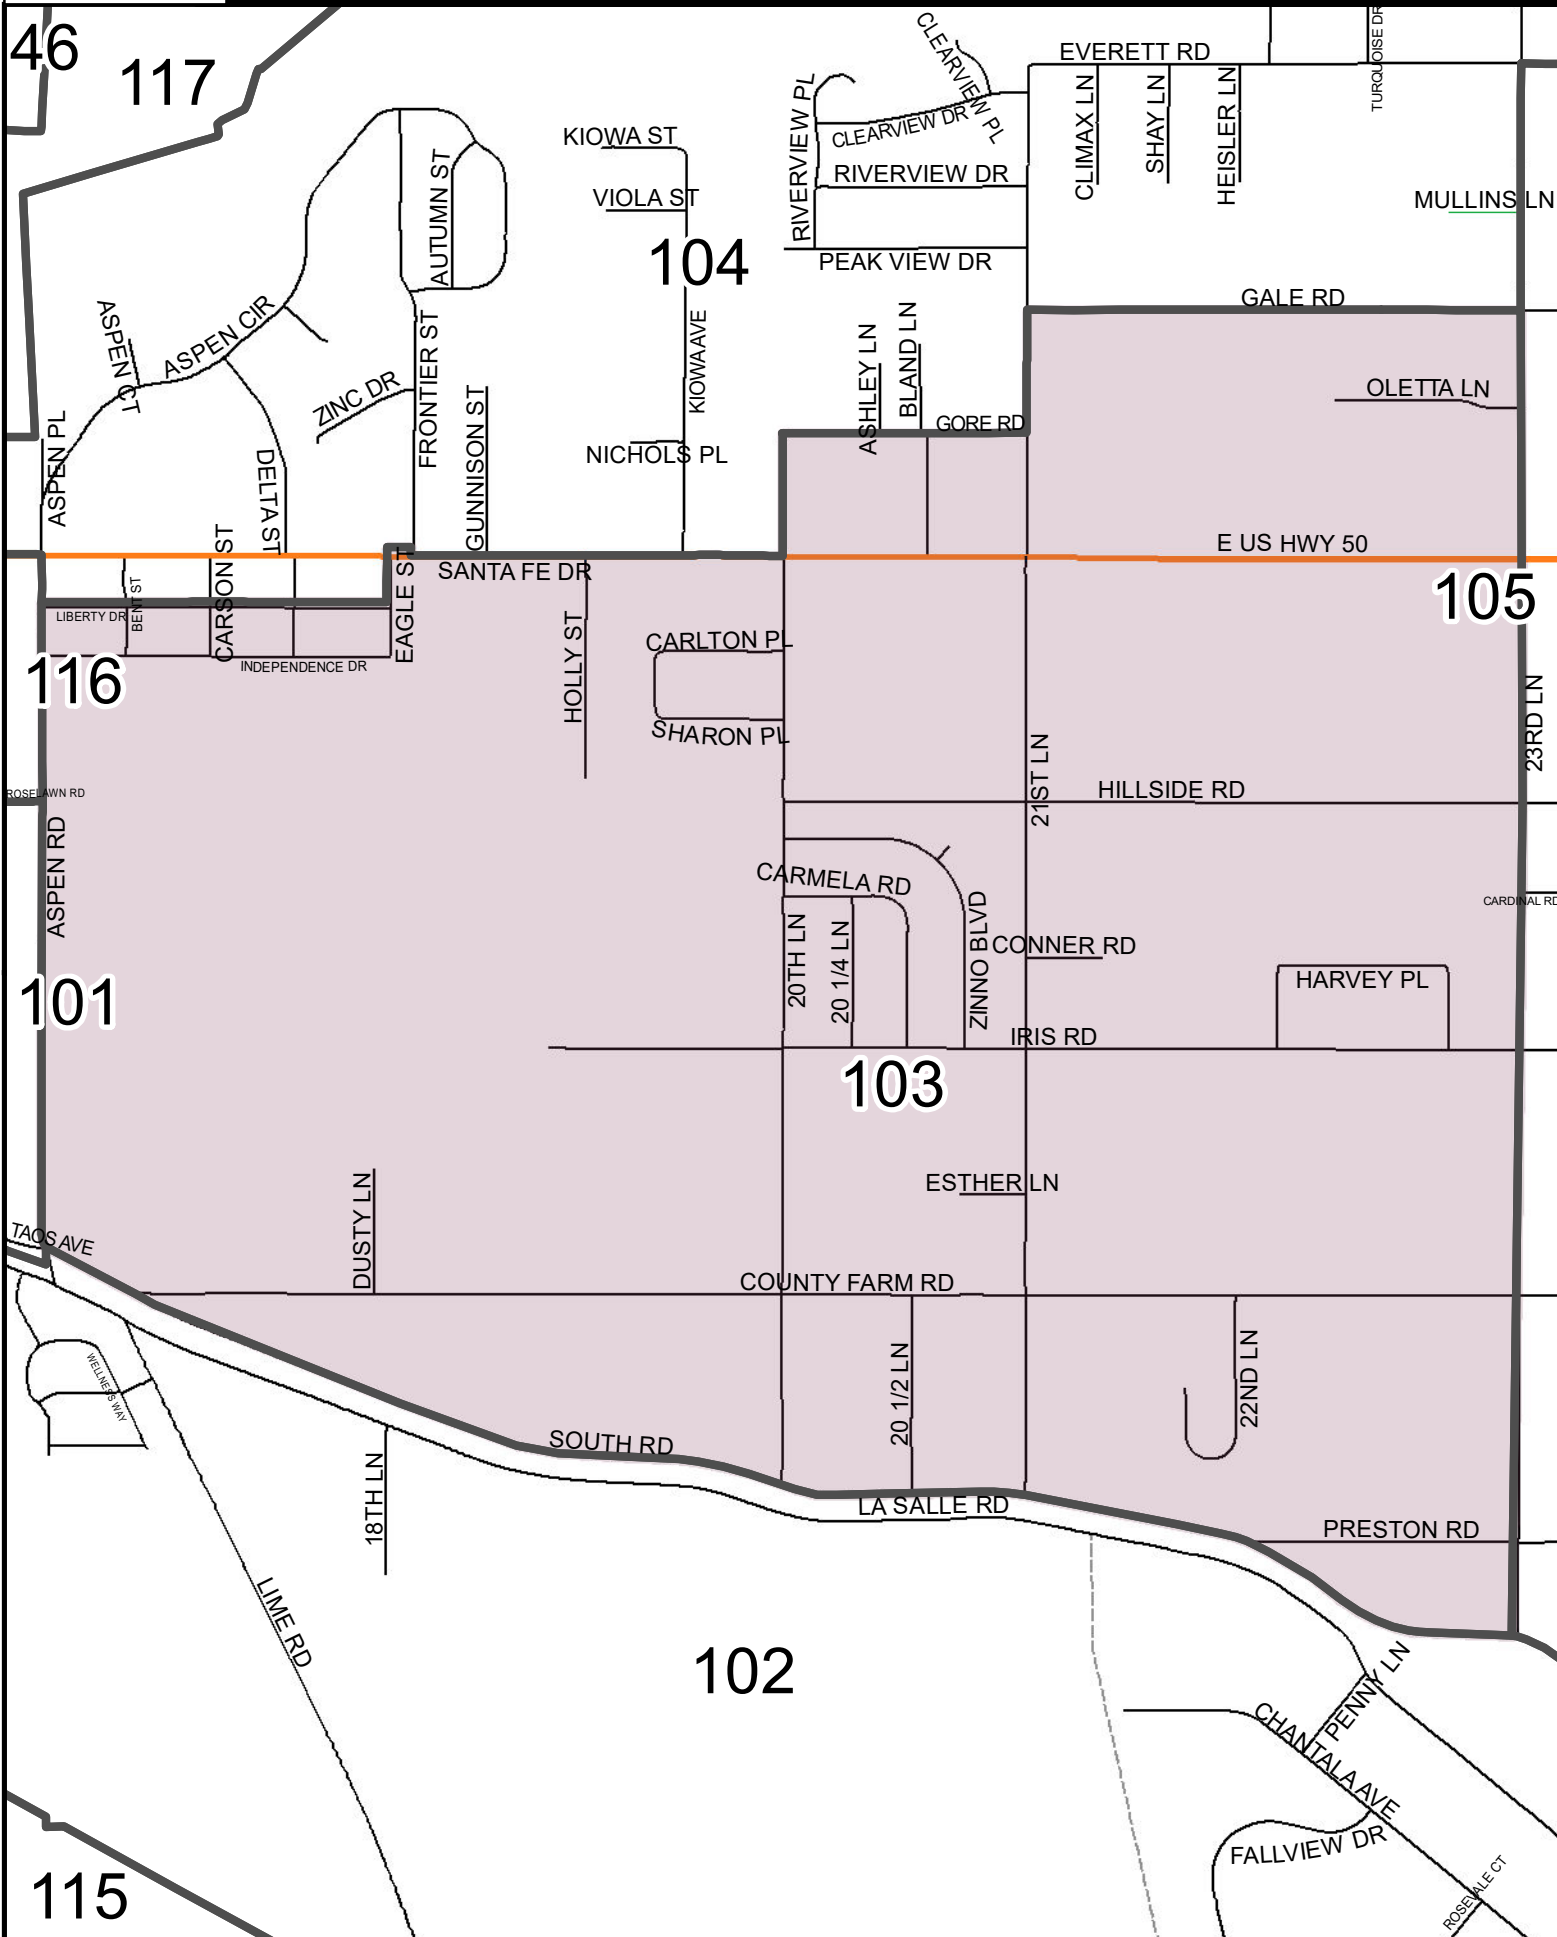 46
117
CLEARVIEW PL
EVERETT RD
TURQUOISE DR
KIOWA ST
RIVERVIEW PL
CLEARVIEW DR
CLIMAX LN
SHAY LN
HEISLER LN
AUTUMN ST
VIOLA ST
RIVERVIEW DR
MULLINS LN
104
PEAK VIEW DR
GALE RD
ASPEN CT
ASPEN CIR
FRONTIER ST
KIOWA AVE
ASHLEY LN
BLAND LN
ZINC DR
OLETTA LN
ASPEN PL
DELTA ST
GUNNISON ST
NICHOLS PL
GORE RD
CARSON ST
EAGLE ST
SANTA FE DR
E US HWY 50
105
LIBERTY DR
BENT ST
INDEPENDENCE DR
116
HOLLY ST
CARLTON PL
SHARON PL
21ST LN
23RD LN
ROSELAWN RD
HILLSIDE RD
ASPEN RD
CARMELA RD
CARDINAL RD
20TH LN
20 1/4 LN
ZINNO BLVD
CONNER RD
HARVEY PL
101
IRIS RD
103
DUSTY LN
ESTHER LN
TAOS AVE
COUNTY FARM RD
WELLNESS WAY
20 1/2 LN
22ND LN
SOUTH RD
18TH LN
LA SALLE RD
PRESTON RD
LIME RD
102
PENNY LN
CHANTALA AVE
FALLVIEW DR
115
ROSEVALE CT